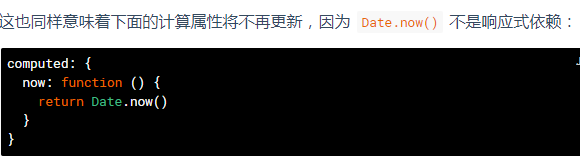 这也同样意味着下面的计算属性将不再更新，因为 Date.now() 不是响应式依赖：
computed: {
  now: function () {
    return Date.now()
  }
}